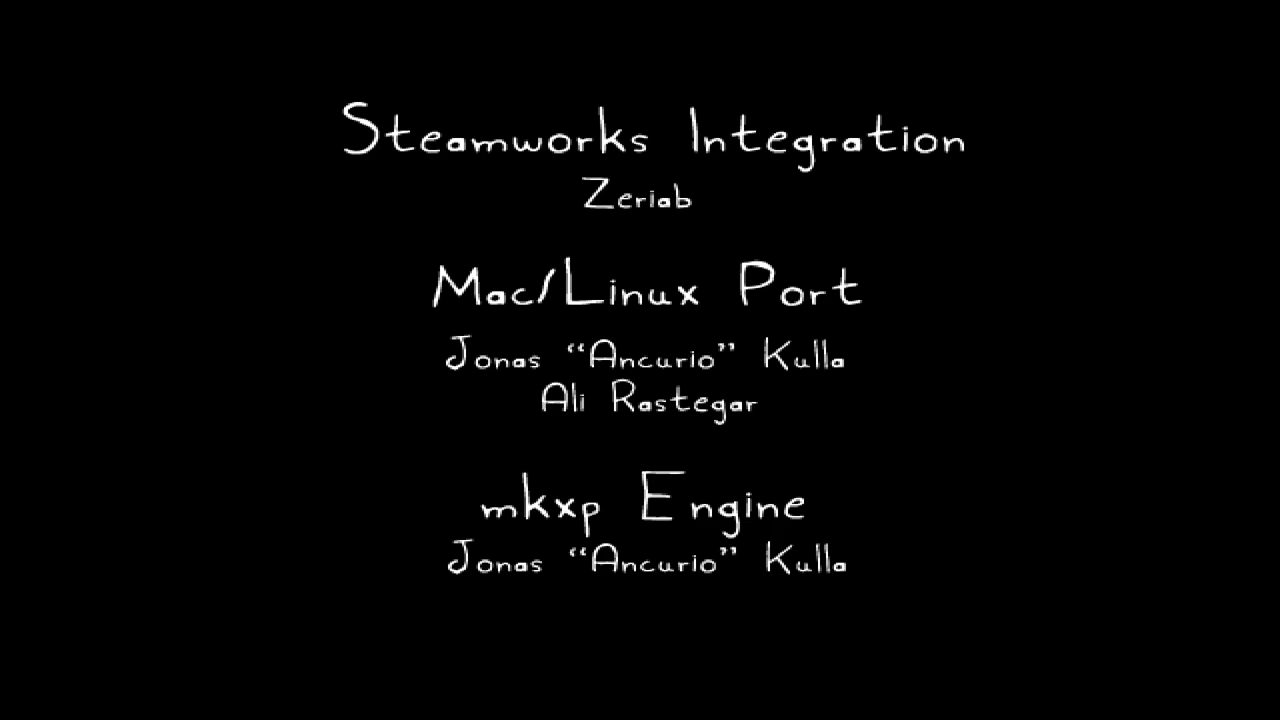 Steamworks Integration
Zeriab
Mac/Linux Port
Jonas “Ancurio” Kulla
Ali Rastegar
mkxp Engine
Jonas “Ancurio” Kulla